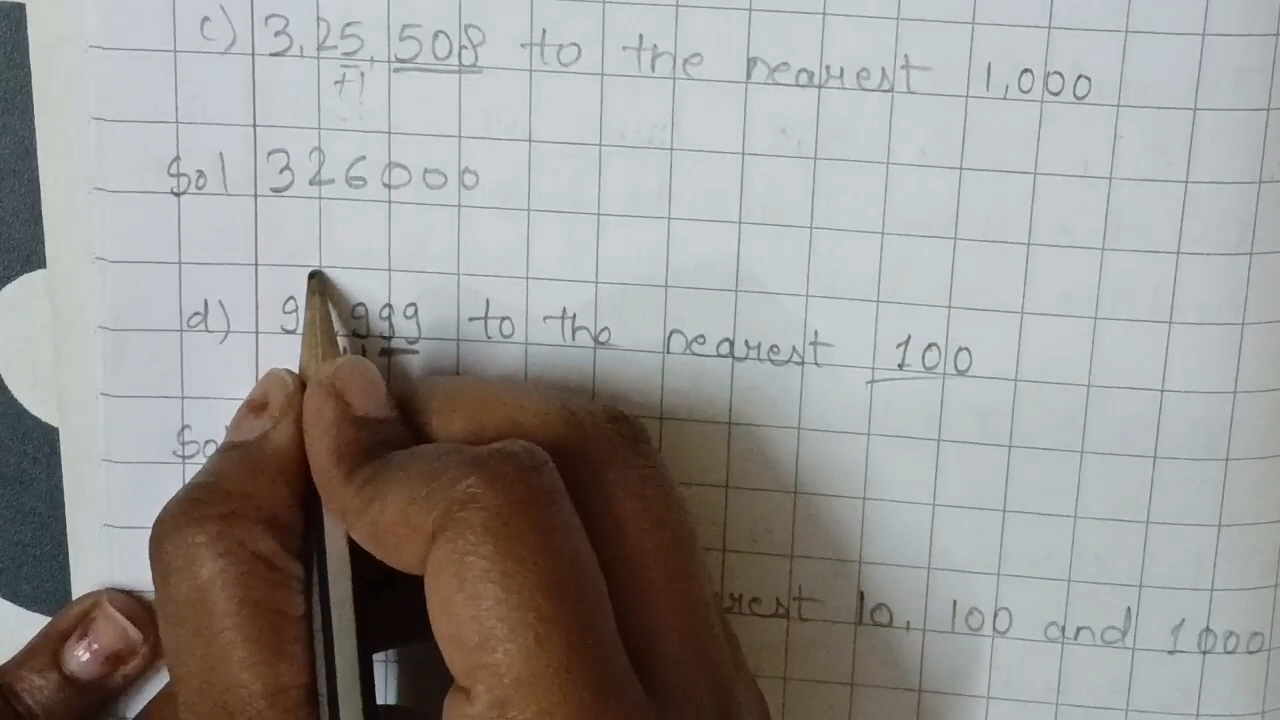 c) 3,25,508 to the nearest 1,000
+1
Sol 326000
d) 9 999 to the nearest 100
10, 100 and 1000